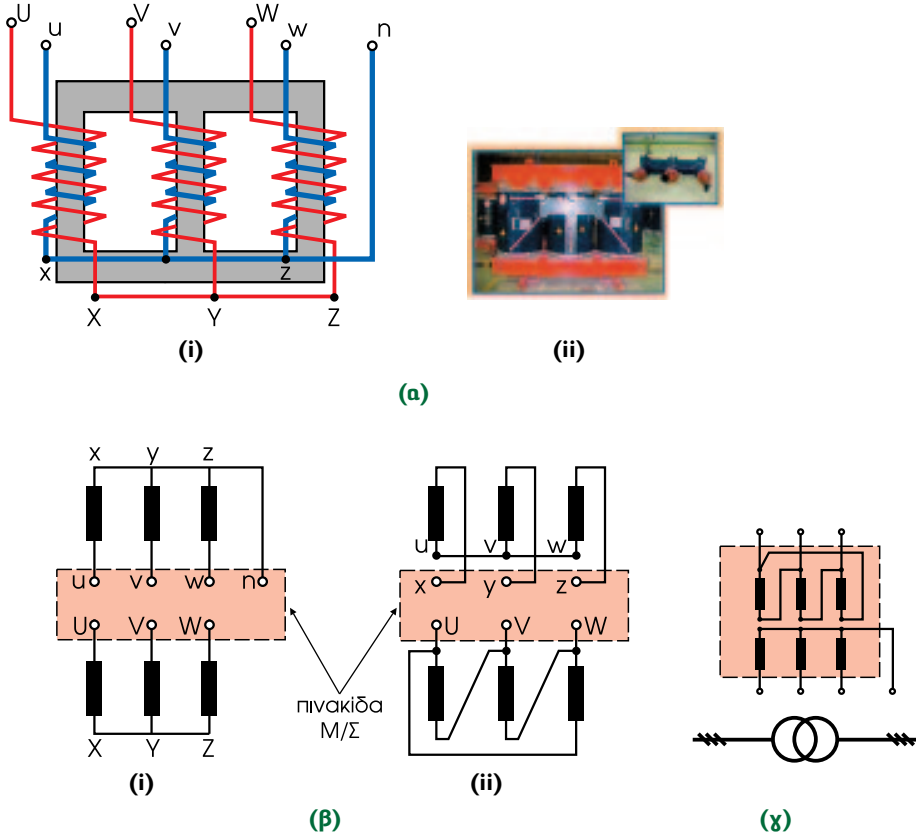 U V W
u v w n
x z
X Y Z
(i) (ii)
(α)
x y z
u v w n
U V W
X Y Z
(i)
πινακίδα
Μ/Σ
u v w
x y z
U V W
(ii)
(β)
(γ)